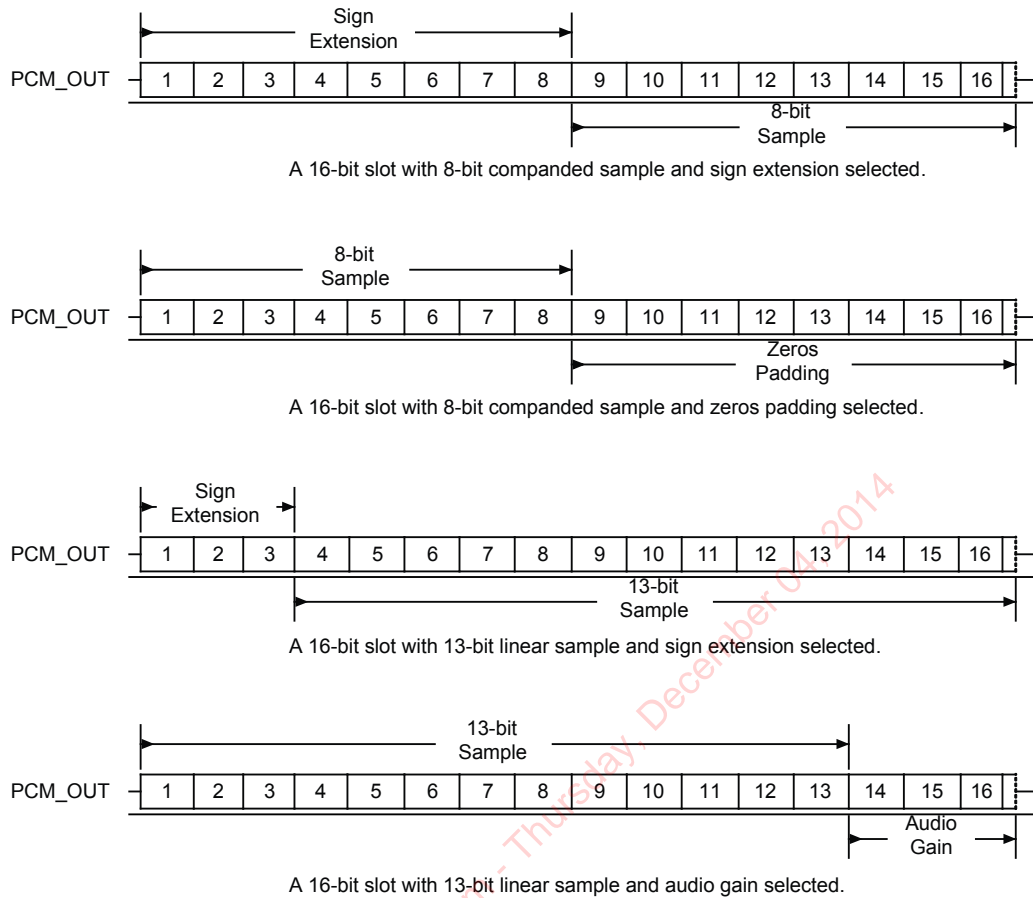 Sign
Extension
PCM_OUT 1 2 3 4 5 6 7 8 9 10 11 12 13 14 15 16
8-bit
Sample
A 16-bit slot with 8-bit companded sample and sign extension selected.
8-bit
Sample
PCM_OUT 1 2 3 4 5 6 7 8 9 10 11 12 13 14 15 16
Zeros
Padding
A 16-bit slot with 8-bit companded sample and zeros padding selected.
Sign
Extension
PCM_OUT 1 2 3 4 5 6 7 8 9 10 11 12 13 14 15 16
13-bit
Sample
A 16-bit slot with 13-bit linear sample and sign extension selected.
13-bit
Sample
PCM_OUT 1 2 3 4 5 6 7 8 9 10 11 12 13 14 15 16
Audio
Gain
A 16-bit slot with 13-bit linear sample and audio gain selected.
- Thursday, December 04, 2014